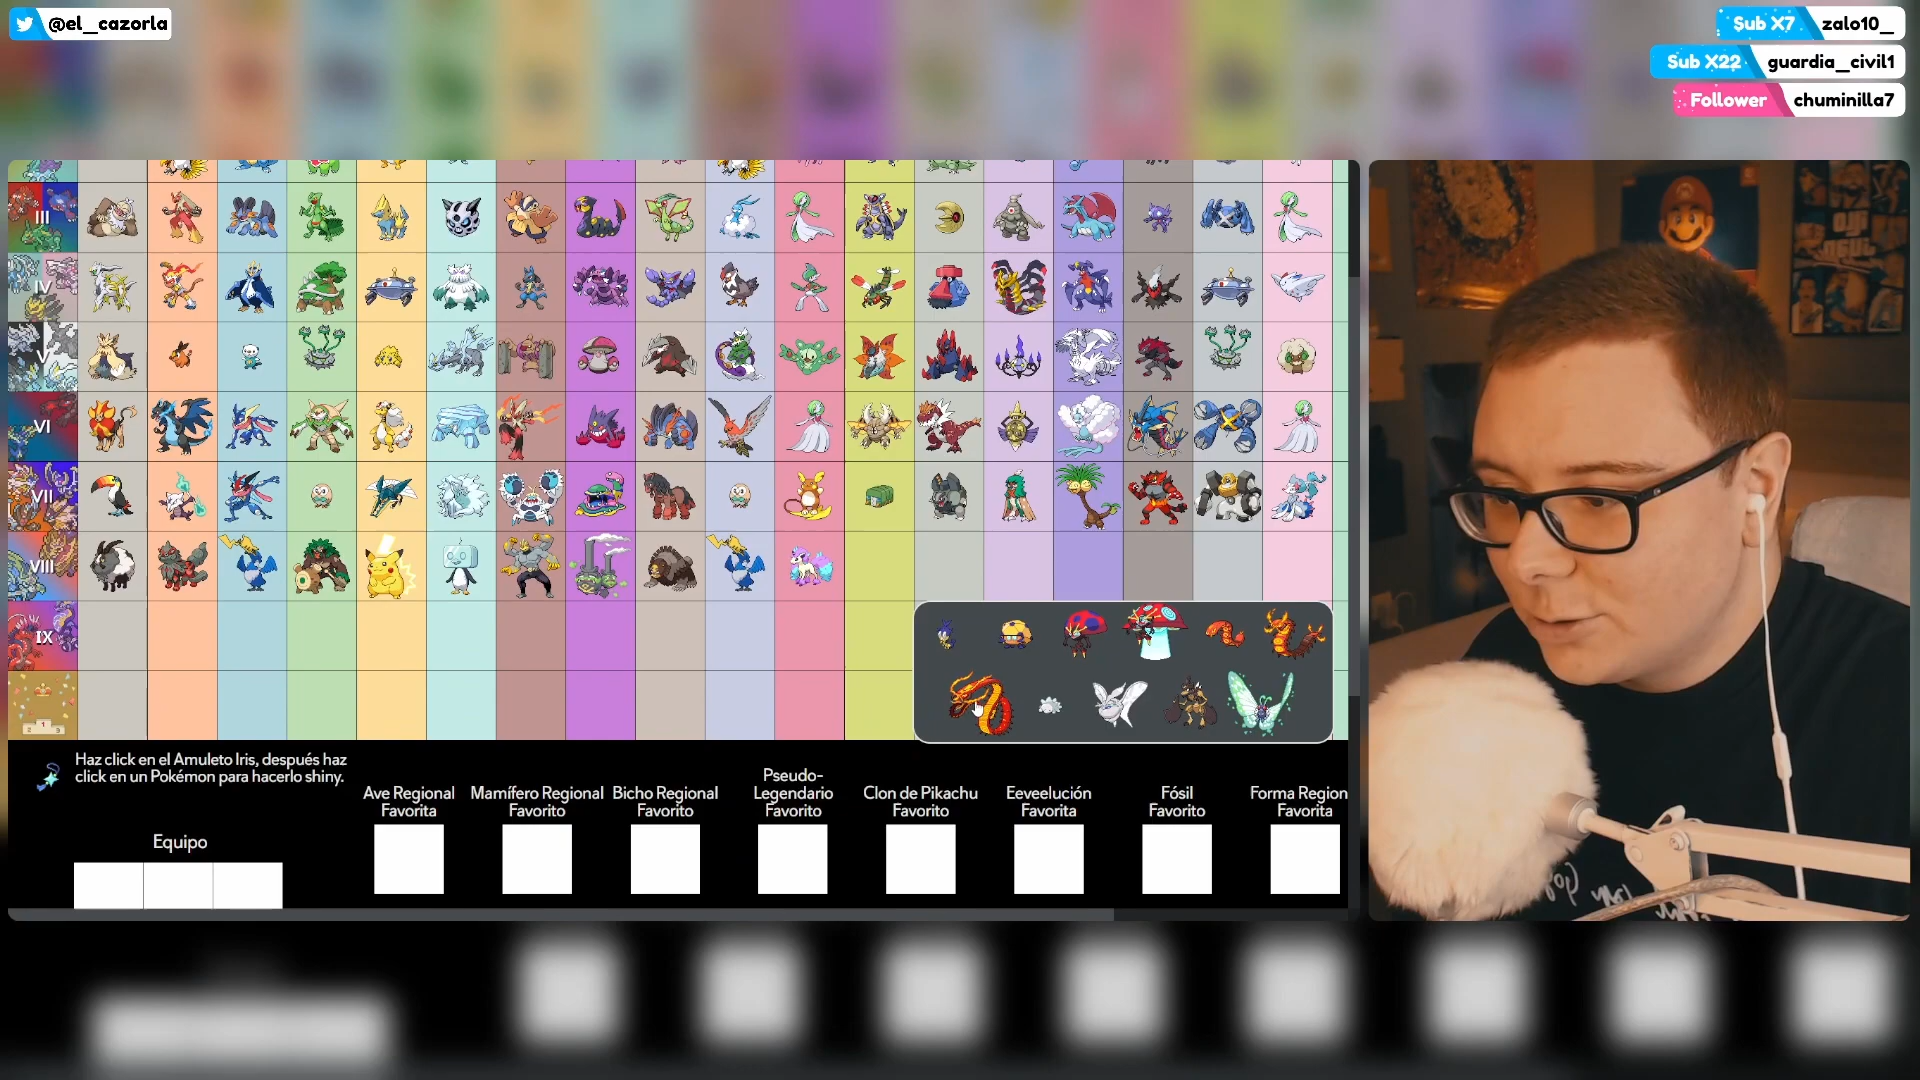 @el__cazorla
Sub X7 zalo10_
Sub X22 guardia_civil1
Follower chuminilla7
III
IV
V
VI
VII
VIII
IX
Haz click en el Amuleto Iris, después haz
click en un Pokémon para hacerlo shiny.
Equipo
Ave Regional
Favorita
Mamífero Regional
Favorito
Bicho Regional
Favorito
Pseudo-
Legendario
Favorito
Clon de Pikachu
Favorito
Eeveelución
Favorita
Fósil
Favorito
Forma Region
Favorita